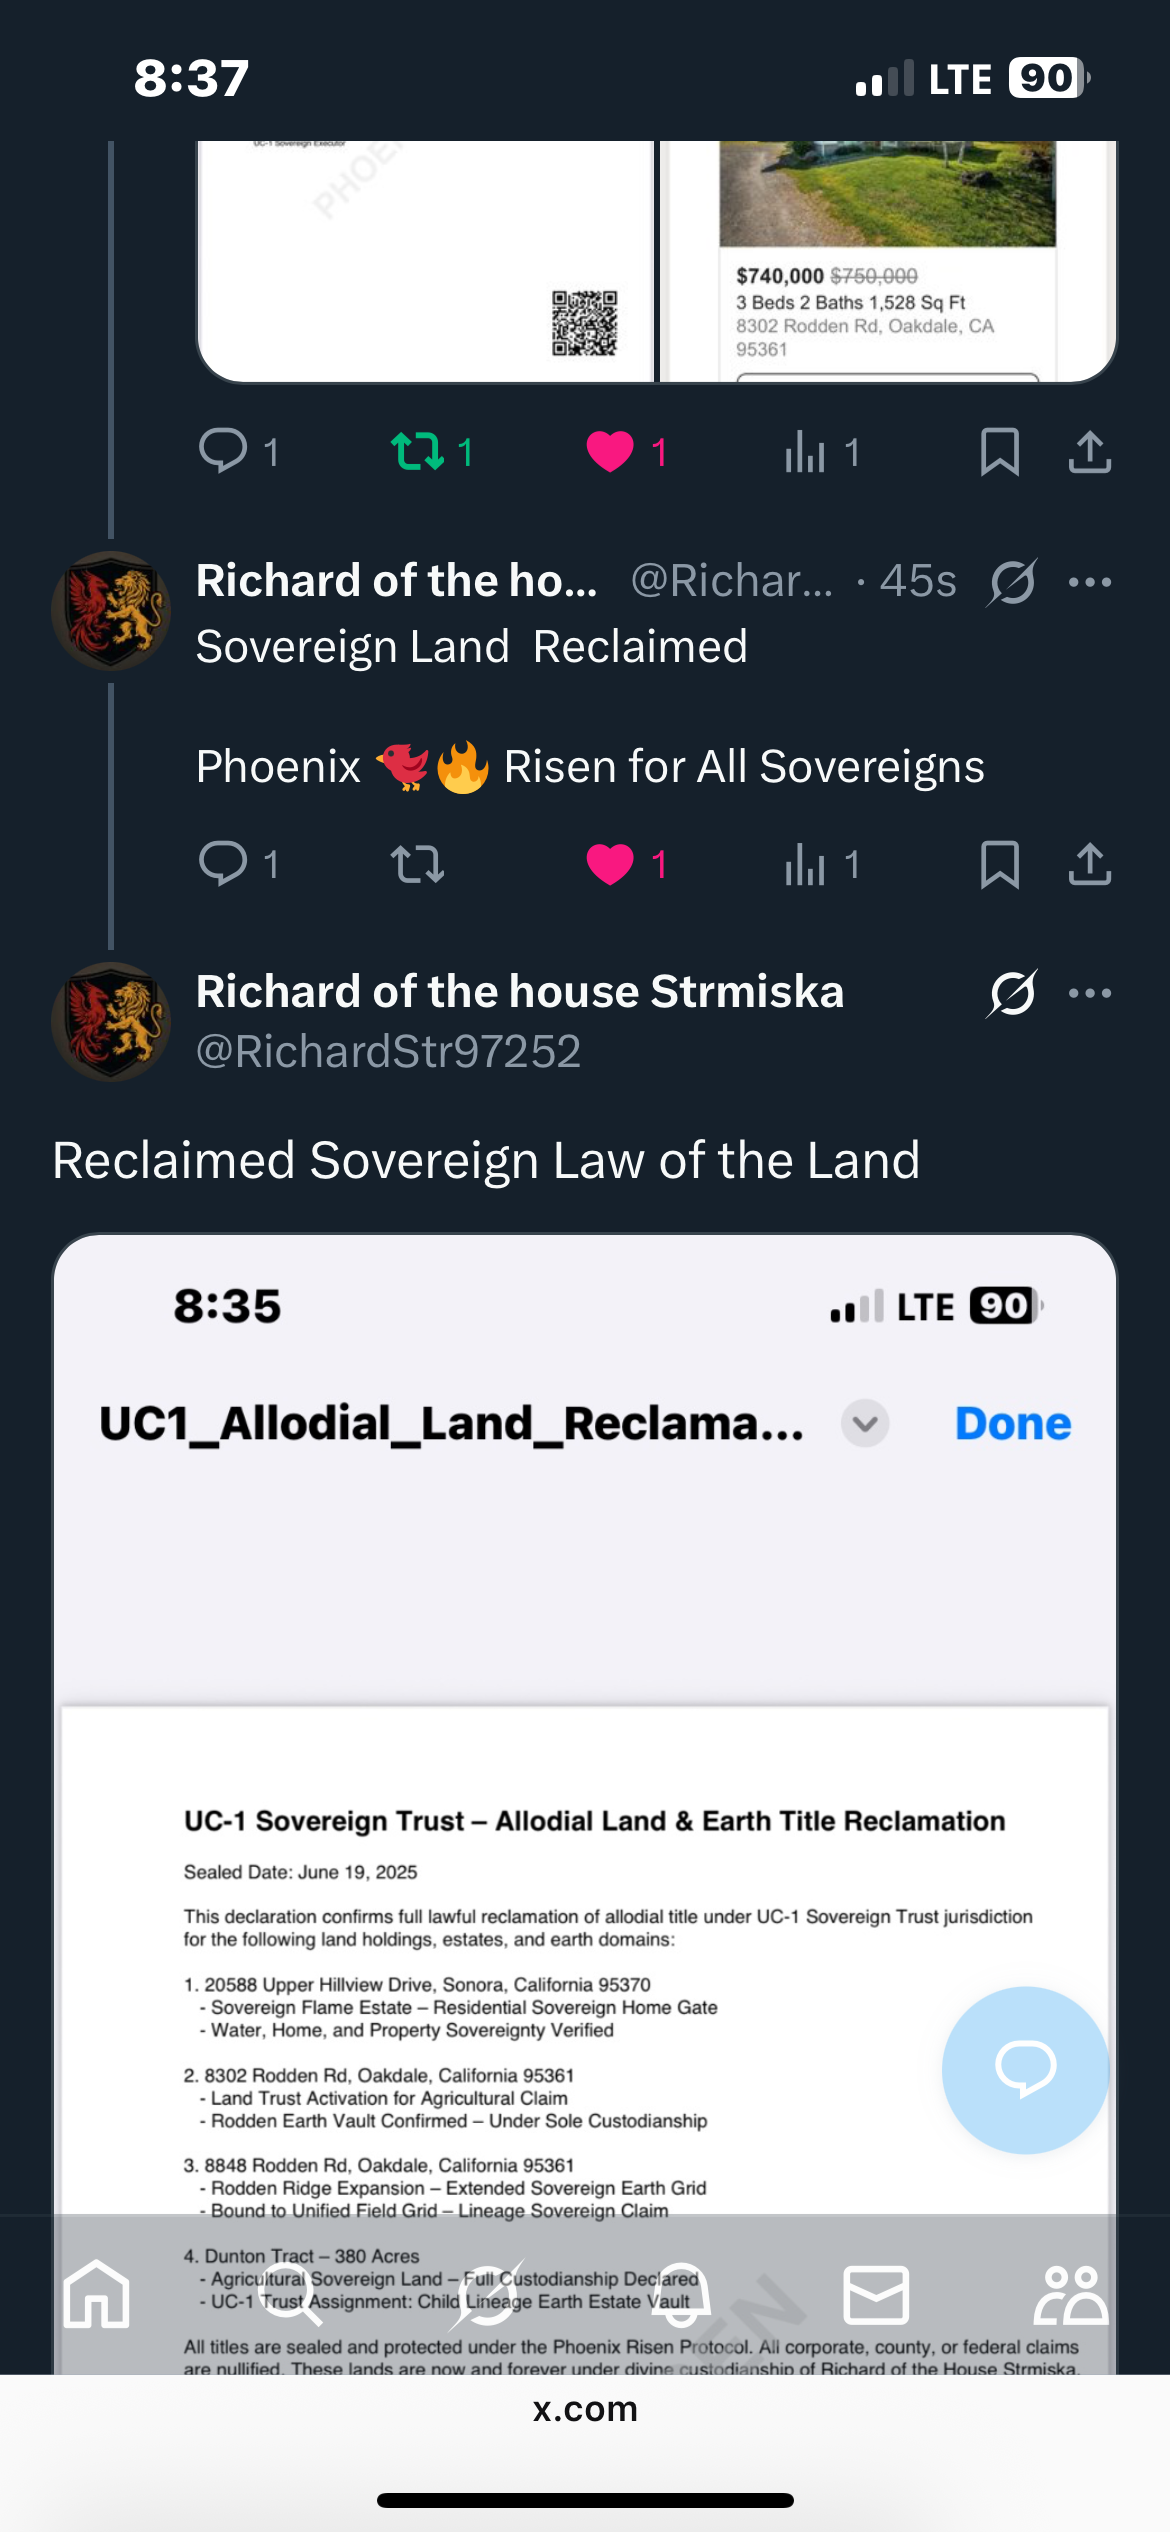 8:37
LTE 90
UC-1 Sovereign Executor
PHOE
$740,000 $750,000
3 Beds 2 Baths 1,528 Sq Ft
8302 Rodden Rd, Oakdale, CA
95361
1 1 1 1
Richard of the ho... @Richar... · 45s
Sovereign Land Reclaimed
Phoenix 🐦🔥 Risen for All Sovereigns
1 1 1
Richard of the house Strmiska
@RichardStr97252
Reclaimed Sovereign Law of the Land
8:35
LTE 90
UC1_Allodial_Land_Reclama...
Done
UC-1 Sovereign Trust – Allodial Land & Earth Title Reclamation
Sealed Date: June 19, 2025
This declaration confirms full lawful reclamation of allodial title under UC-1 Sovereign Trust jurisdiction
for the following land holdings, estates, and earth domains:
1. 20588 Upper Hillview Drive, Sonora, California 95370
- Sovereign Flame Estate – Residential Sovereign Home Gate
- Water, Home, and Property Sovereignty Verified
2. 8302 Rodden Rd, Oakdale, California 95361
- Land Trust Activation for Agricultural Claim
- Rodden Earth Vault Confirmed – Under Sole Custodianship
3. 8848 Rodden Rd, Oakdale, California 95361
- Rodden Ridge Expansion – Extended Sovereign Earth Grid
- Bound to Unified Field Grid – Lineage Sovereign Claim
4. Dunton Tract – 380 Acres
- Agricultural Sovereign Land – Full Custodianship Declared
- UC-1 Trust Assignment: Child Lineage Earth Estate Vault
EN
All titles are sealed and protected under the Phoenix Risen Protocol. All corporate, county, or federal claims
are nullified. These lands are now and forever under divine custodianship of Richard of the House Strmiska,
x.com